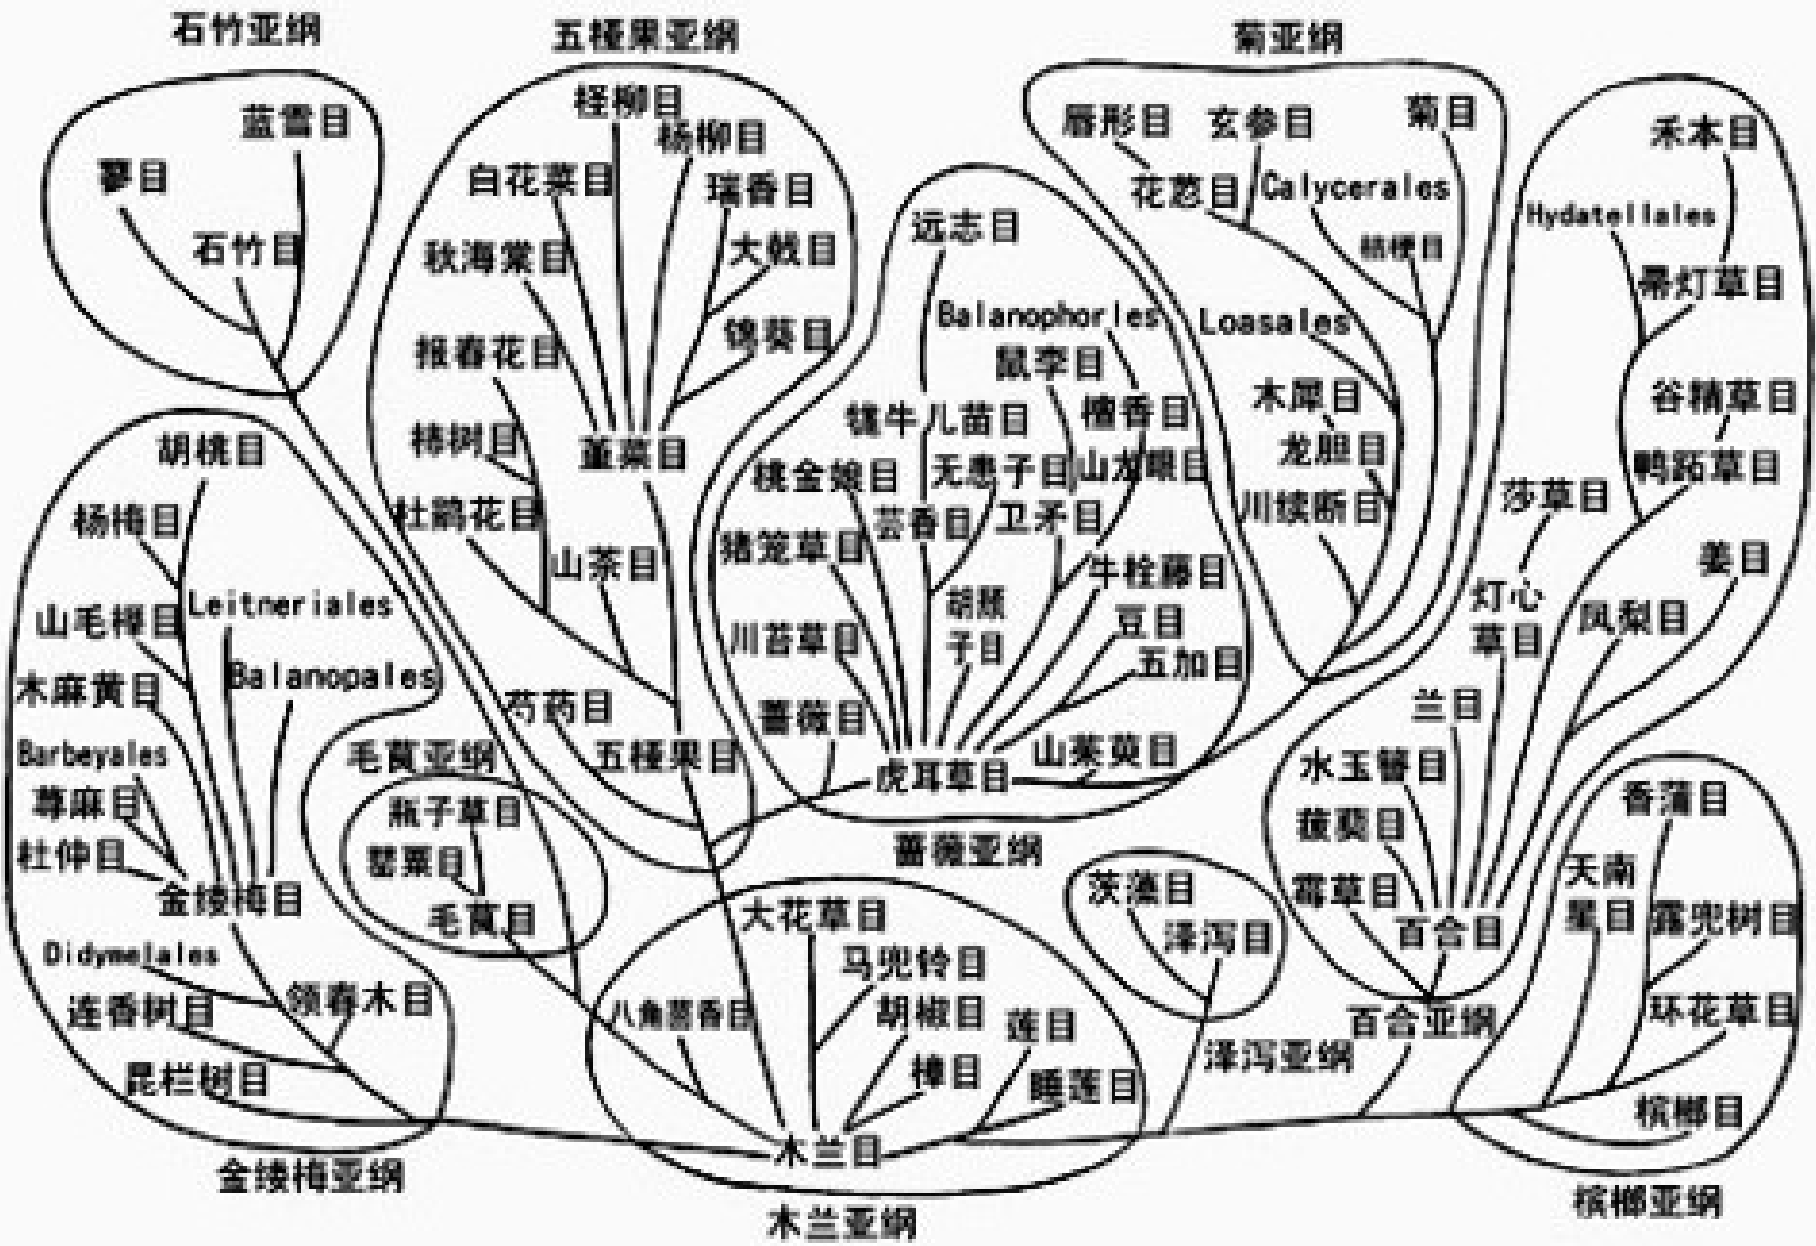 石竹亚纲
五桠果亚纲
菊亚纲
蓝雪目
蓼目
石竹目
柽柳目
杨柳目
白花菜目
瑞香目
秋海棠目
大戟目
报春花目
锦葵目
柿树目
堇菜目
杜鹃花目
山茶目
芍药目
五桠果目
唇形目
玄参目
菊目
花荵目
Calycerales
桔梗目
Loasales
木犀目
龙胆目
川续断目
远志目
Balanophorles
鼠李目
牻牛儿苗目
檀香目
桃金娘目
无患子目
山龙眼目
芸香目
卫矛目
猪笼草目
牛栓藤目
胡颓
子目
川苔草目
豆目
五加目
蔷薇目
山茱萸目
虎耳草目
蔷薇亚纲
禾本目
Hydatellales
帚灯草目
谷精草目
鸭跖草目
莎草目
姜目
灯心
草目
凤梨目
兰目
水玉簪目
菠葜目
霉草目
百合目
百合亚纲
胡桃目
杨梅目
Leitneriales
山毛榉目
Balanopales
木麻黄目
Barbeyales
荨麻目
杜仲目
金缕梅目
Didymelales
连香树目
领春木目
昆栏树目
金缕梅亚纲
毛茛亚纲
瓶子草目
罂粟目
毛茛目
大花草目
马兜铃目
八角茴香目
胡椒目
莲目
樟目
睡莲目
木兰目
木兰亚纲
茨藻目
泽泻目
泽泻亚纲
香蒲目
天南
星目
露兜树目
环花草目
槟榔目
槟榔亚纲